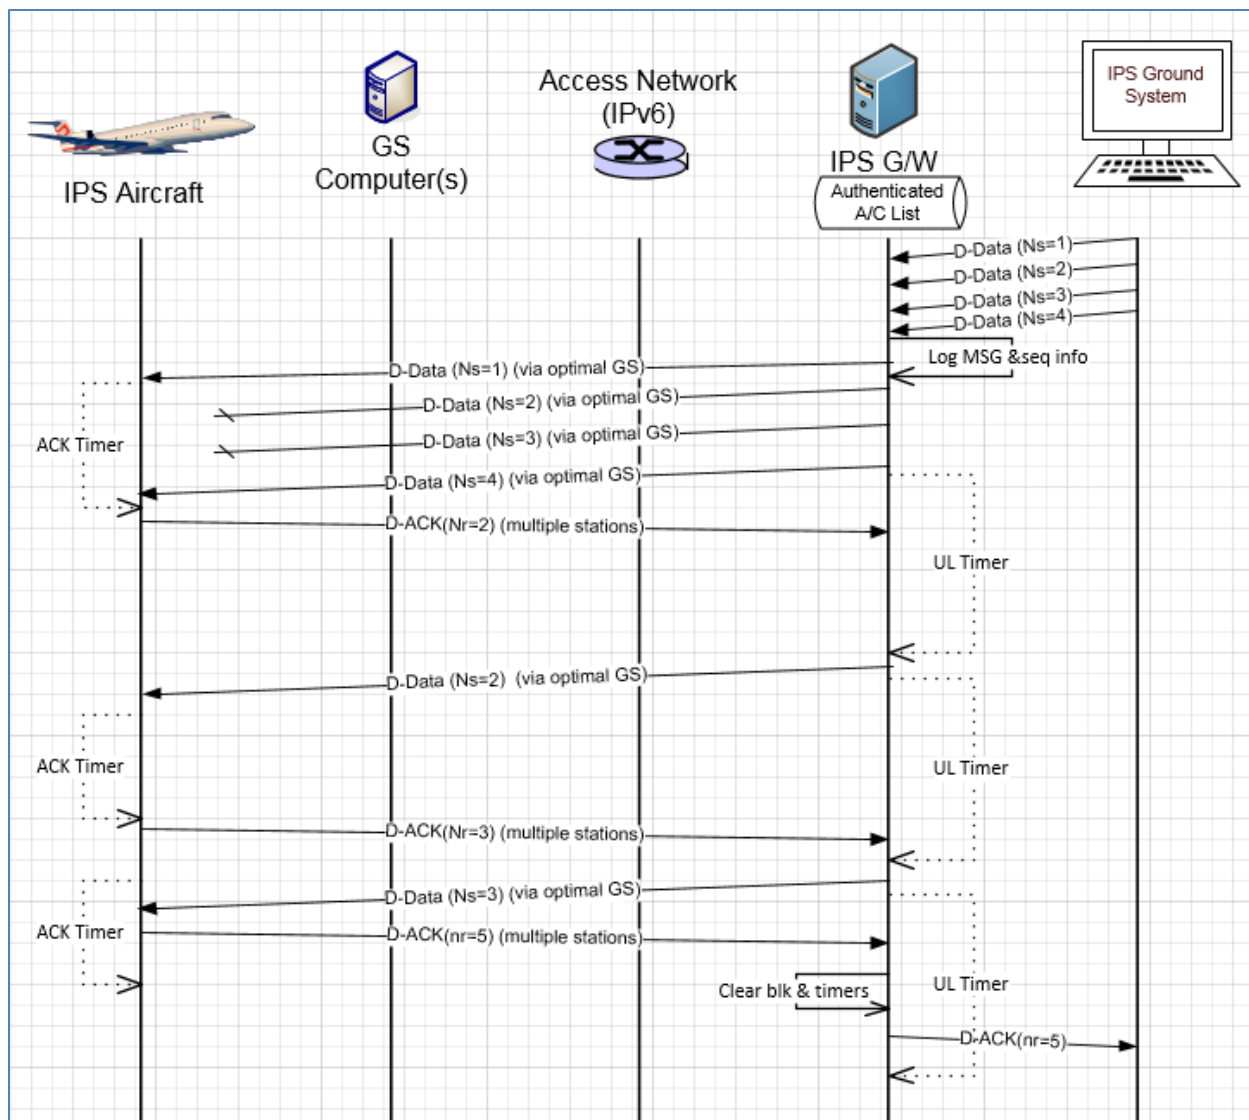 IPS Aircraft
GS
Computer(s)
Access Network
(IPv6)
IPS G/W
Authenticated
A/C List
IPS Ground
System
D-Data (Ns=1)
D-Data (Ns=2)
D-Data (Ns=3)
D-Data (Ns=4)
Log MSG &seq info
D-Data (Ns=1) (via optimal GS)
D-Data (Ns=2) (via optimal GS)
D-Data (Ns=3) (via optimal GS)
ACK Timer
D-Data (Ns=4) (via optimal GS)
D-ACK(Nr=2) (multiple stations)
UL Timer
D-Data (Ns=2) (via optimal GS)
ACK Timer
UL Timer
D-ACK(Nr=3) (multiple stations)
D-Data (Ns=3) (via optimal GS)
ACK Timer
D-ACK(nr=5) (multiple stations)
Clear blk & timers
UL Timer
D-ACK(nr=5)